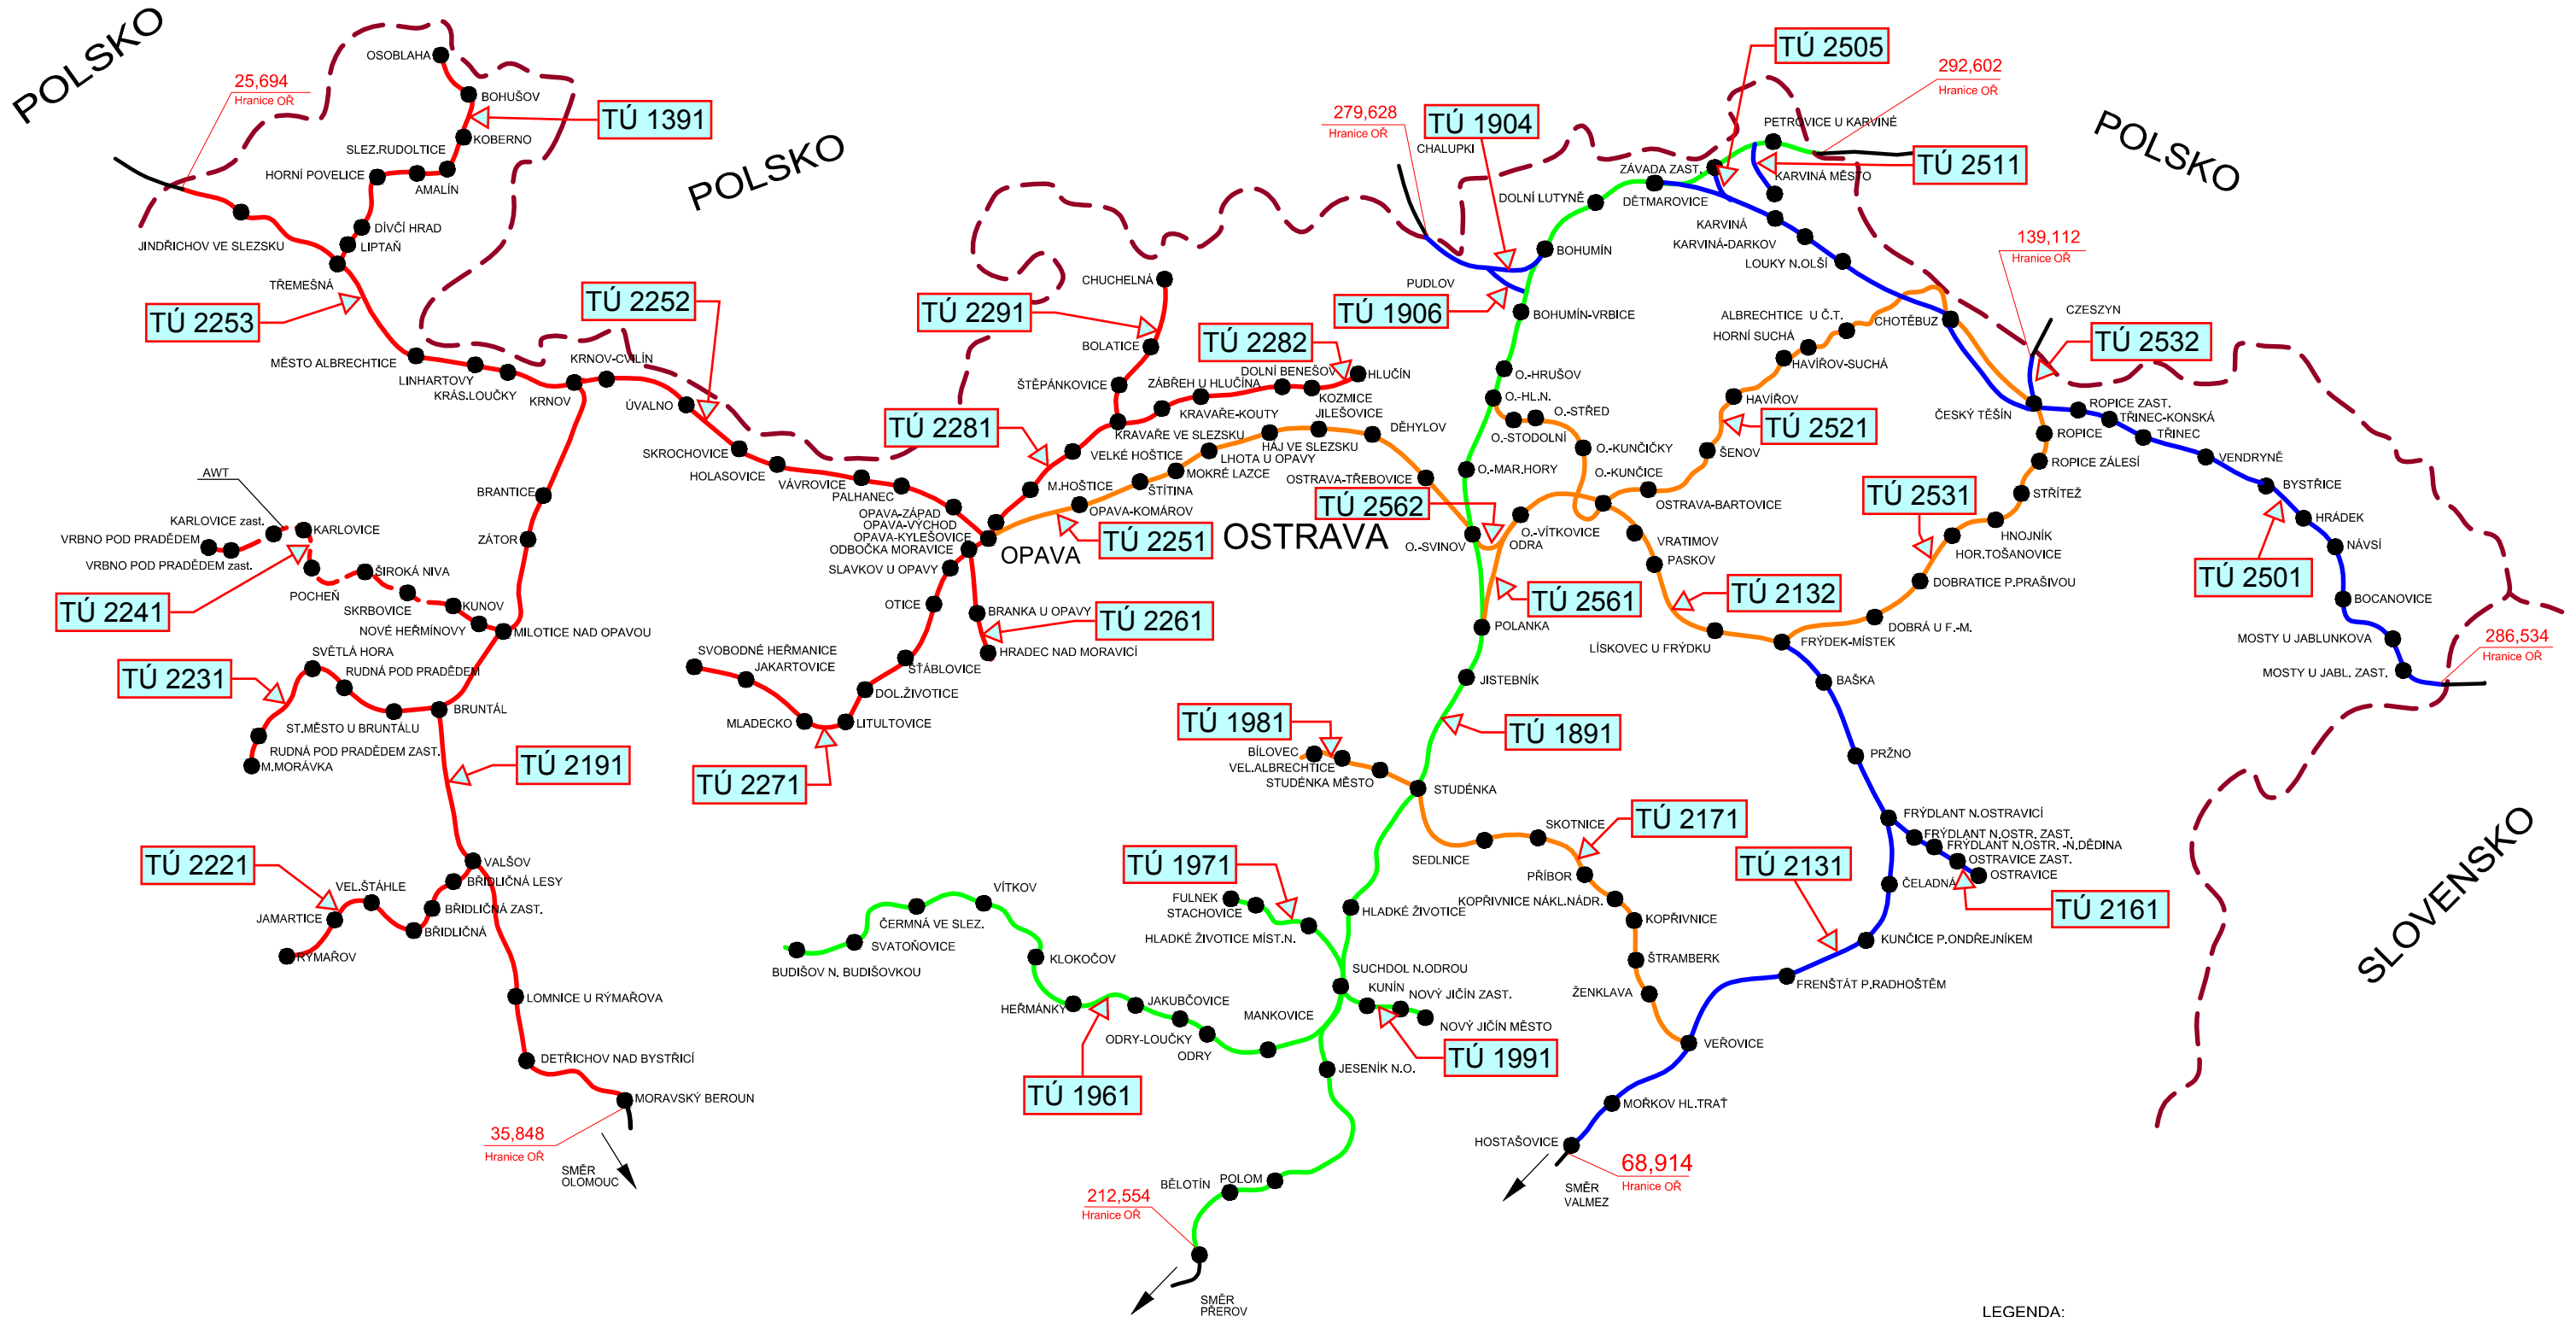 POLSKO
25,694
Hranice OŘ
OSOBLAHA
BOHUŠOV
TÚ 1391
KOBERNO
SLEZ.RUDOLTICE
HORNÍ POVELICE
AMALÍN
DÍVČÍ HRAD
LIPTAŇ
JINDŘICHOV VE SLEZSKU
TŘEMEŠNÁ
TÚ 2253
MĚSTO ALBRECHTICE
LINHARTOVY
KRÁS.LOUČKY
KRNOV
KRNOV-CVILÍN
TÚ 2252
ÚVALNO
SKROCHOVICE
HOLASOVICE
VÁVROVICE
PALHANEC
OPAVA-ZÁPAD
OPAVA-VÝCHOD
OPAVA-KYLEŠOVICE
ODBOČKA MORAVICE
SLAVKOV U OPAVY
OPAVA
POLSKO
BRANTICE
ZÁTOR
AWT
KARLOVICE zast.
KARLOVICE
VRBNO POD PRADĚDEM
VRBNO POD PRADĚDEM zast.
TÚ 2241
POCHEŇ
ŠIROKÁ NIVA
SKRBOVICE
KUNOV
NOVÉ HEŘMÍNOVY
MILOTICE NAD OPAVOU
SVĚTLÁ HORA
RUDNÁ POD PRADĚDEM
TÚ 2231
ST.MĚSTO U BRUNTÁLU
BRUNTÁL
RUDNÁ POD PRADĚDEM ZAST.
M.MORÁVKA
TÚ 2191
TÚ 2221
VALŠOV
BŘIDLIČNÁ LESY
VEL.ŠTÁHLE
BŘIDLIČNÁ ZAST.
JAMARTICE
BŘIDLIČNÁ
RÝMAŘOV
LOMNICE U RÝMAŘOVA
DETŘICHOV NAD BYSTŘICÍ
MORAVSKÝ BEROUN
35,848
Hranice OŘ
SMĚR
OLOMOUC
OTICE
BRANKA U OPAVY
TÚ 2261
HRADEC NAD MORAVICÍ
SVOBODNÉ HEŘMANICE
JAKARTOVICE
ŠTÁBLOVICE
DOL.ŽIVOTICE
MLADECKO
LITULTOVICE
TÚ 2271
CHUCHELNÁ
TÚ 2291
BOLATICE
TÚ 2282
DOLNÍ BENEŠOV
HLUČÍN
ŠTĚPÁNKOVICE
ZÁBŘEH U HLUČÍNA
KOZMICE
KRAVAŘE-KOUTY
JILEŠOVICE
TÚ 2281
KRAVAŘE VE SLEZSKU
DĚHYLOV
HÁJ VE SLEZSKU
VELKÉ HOŠTICE
LHOTA U OPAVY
MOKRÉ LAZCE
M.HOŠTICE
ŠTÍTINA
OPAVA-KOMÁROV
TÚ 2251
OSTRAVA
OSTRAVA-TŘEBOVICE
TÚ 2562
O.-SVINOV
279,628
Hranice OŘ
TÚ 1904
CHALUPKI
PUDLOV
TÚ 1906
BOHUMÍN
BOHUMÍN-VRBICE
DOLNÍ LUTYNĚ
O.-HRUŠOV
O.-HL.N.
O.-STŘED
O.-STODOLNÍ
O.-KUNČIČKY
O.-MAR.HORY
O.-KUNČICE
O.-VÍTKOVICE
ODRA
OSTRAVA-BARTOVICE
VRATIMOV
PASKOV
TÚ 2561
POLANKA
TÚ 2132
LÍSKOVEC U FRÝDKU
FRÝDEK-MÍSTEK
TÚ 2505
292,602
Hranice OŘ
PETROVICE U KARVINÉ
TÚ 2511
POLSKO
ZÁVADA ZAST.
DĚTMAROVICE
KARVINÁ MĚSTO
KARVINÁ
KARVINÁ-DARKOV
LOUKY N.OLŠÍ
139,112
Hranice OŘ
CZESZYN
TÚ 2532
ALBRECHTICE U Č.T.
CHOTĚBUZ
HORNÍ SUCHÁ
HAVÍŘOV-SUCHÁ
HAVÍŘOV
TÚ 2521
ŠENOV
ČESKÝ TĚŠÍN
ROPICE ZAST.
TŘINEC-KONSKÁ
TŘINEC
ROPICE
ROPICE ZÁLESÍ
VENDRYNĚ
BYSTŘICE
TÚ 2531
STŘÍTEŽ
HNOJNÍK
HOR.TOŠANOVICE
HRÁDEK
NÁVSÍ
TÚ 2501
DOBRATICE P.PRAŠIVOU
BOCANOVICE
DOBRÁ U F.-M.
MOSTY U JABLUNKOVA
MOSTY U JABL. ZAST.
286,534
Hranice OŘ
SLOVENSKO
JISTEBNÍK
TÚ 1981
TÚ 1891
BÍLOVEC
VEL.ALBRECHTICE
STUDÉNKA MĚSTO
STUDÉNKA
BAŠKA
PRŽNO
SEDLNICE
SKOTNICE
TÚ 2171
PŘÍBOR
KOPŘIVNICE NÁKL.NÁDR.
KOPŘIVNICE
ŠTRAMBERK
ŽENKLAVA
VEŘOVICE
FRÝDLANT N.OSTRAVICÍ
FRÝDLANT N.OSTR. ZAST.
FRÝDLANT N.OSTR. -N.DĚDINA
OSTRAVICE ZAST.
OSTRAVICE
TÚ 2161
TÚ 2131
ČELADNÁ
KUNČICE P.ONDŘEJNÍKEM
FRENŠTÁT P.RADHOŠTĚM
MOŘKOV HL.TRAŤ
HOSTAŠOVICE
68,914
Hranice OŘ
SMĚR
VALMEZ
TÚ 1971
FULNEK
STACHOVICE
HLADKÉ ŽIVOTICE
HLADKÉ ŽIVOTICE MÍST.N.
VÍTKOV
ČERMNÁ VE SLEZ.
SVATOŇOVICE
BUDIŠOV N. BUDIŠOVKOU
KLOKOČOV
HEŘMÁNKY
JAKUBČOVICE
ODRY-LOUČKY
ODRY
MANKOVICE
TÚ 1961
SUCHDOL N.ODROU
KUNÍN
NOVÝ JIČÍN ZAST.
NOVÝ JIČÍN MĚSTO
TÚ 1991
JESENÍK N.O.
POLOM
BĚLOTÍN
212,554
Hranice OŘ
SMĚR
PŘEROV
LEGENDA: